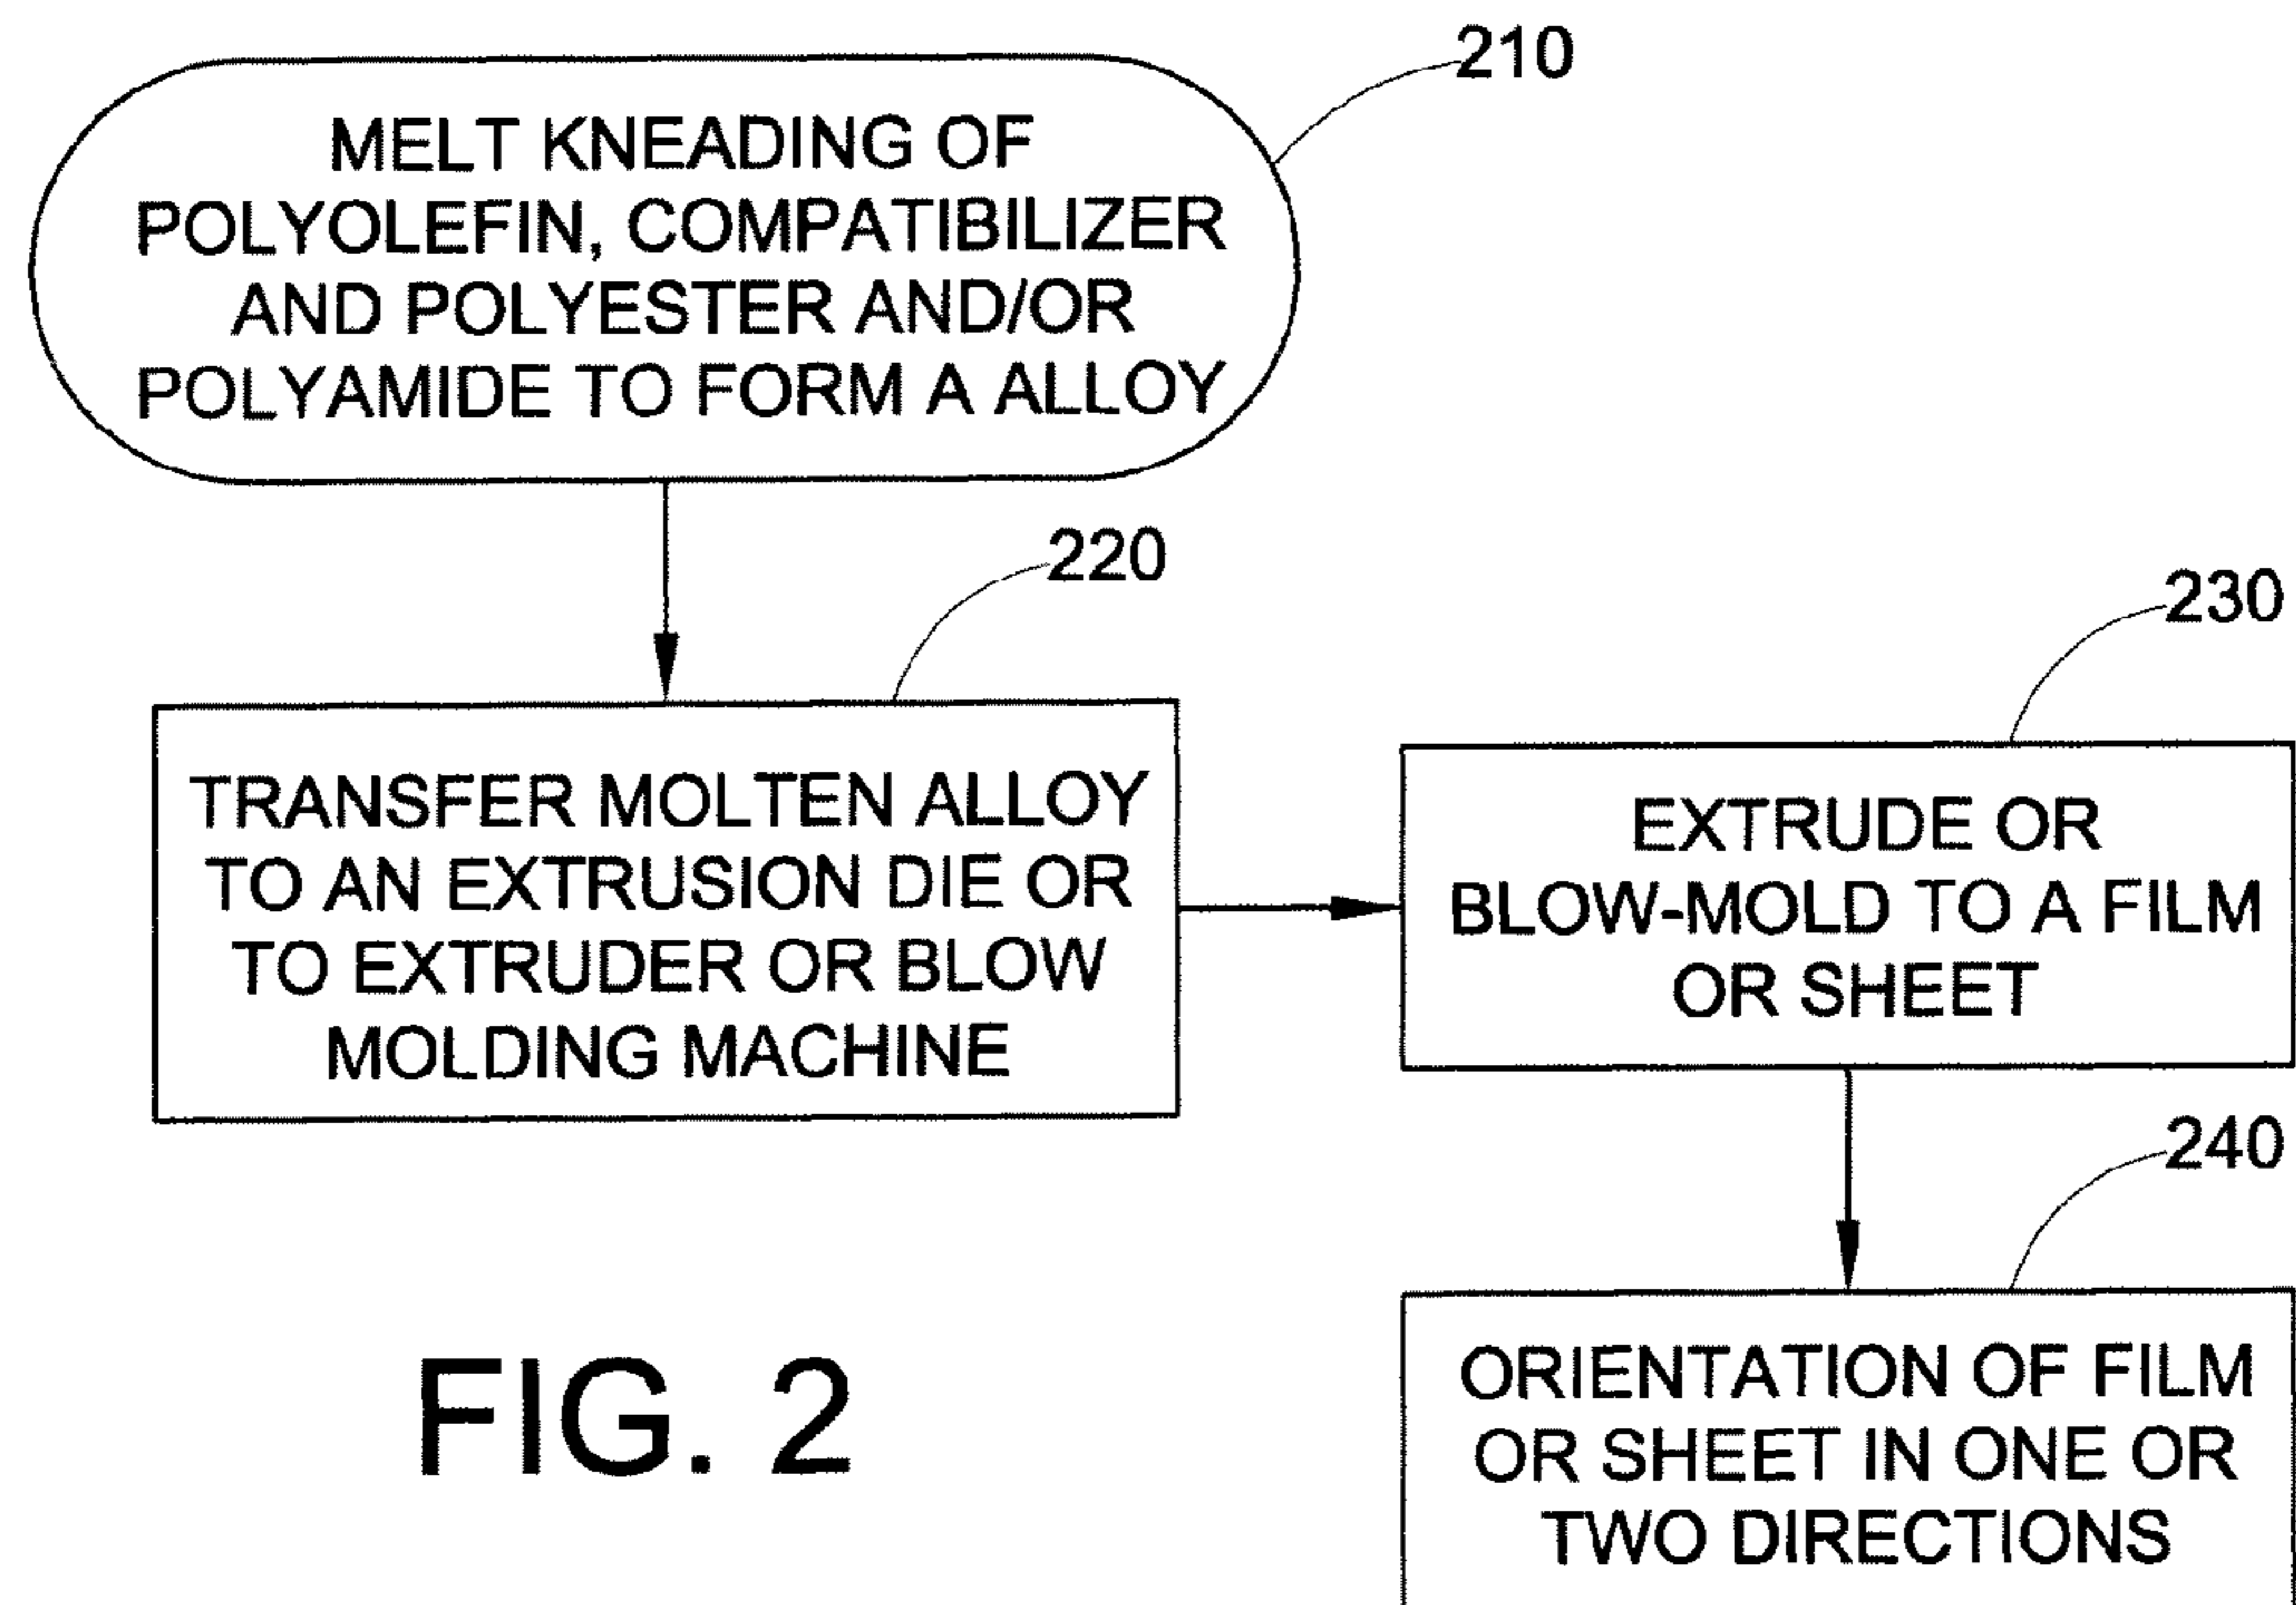 210
MELT KNEADING OF
POLYOLEFIN, COMPATIBILIZER
AND POLYESTER AND/OR
POLYAMIDE TO FORM A ALLOY
220
TRANSFER MOLTEN ALLOY
TO AN EXTRUSION DIE OR
TO EXTRUDER OR BLOW
MOLDING MACHINE
230
EXTRUDE OR
BLOW-MOLD TO A FILM
OR SHEET
240
ORIENTATION OF FILM
OR SHEET IN ONE OR
TWO DIRECTIONS
FIG. 2